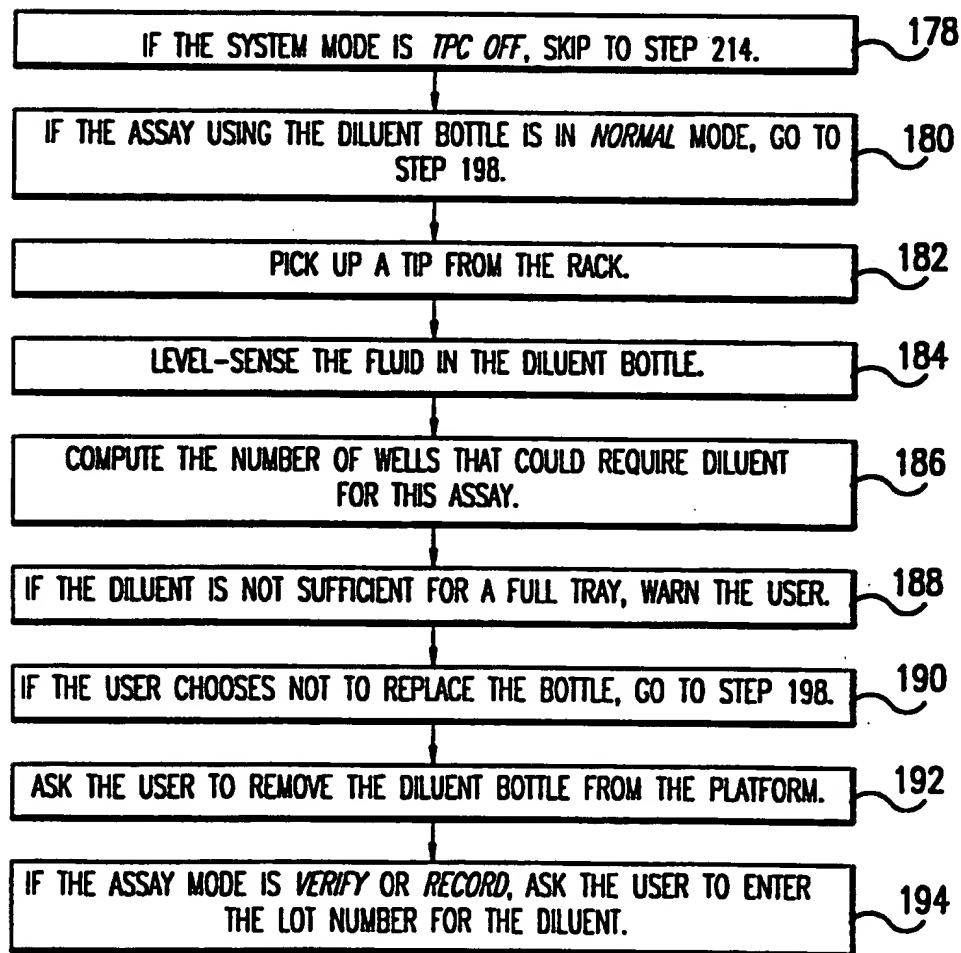 IF THE SYSTEM MODE IS TPC OFF, SKIP TO STEP 214.
178
IF THE ASSAY USING THE DILUENT BOTTLE IS IN NORMAL MODE, GO TO
STEP 198.
180
PICK UP A TIP FROM THE RACK.
182
LEVEL-SENSE THE FLUID IN THE DILUENT BOTTLE.
184
COMPUTE THE NUMBER OF WELLS THAT COULD REQUIRE DILUENT
FOR THIS ASSAY.
186
IF THE DILUENT IS NOT SUFFICIENT FOR A FULL TRAY, WARN THE USER.
188
IF THE USER CHOOSES NOT TO REPLACE THE BOTTLE, GO TO STEP 198.
190
ASK THE USER TO REMOVE THE DILUENT BOTTLE FROM THE PLATFORM.
192
IF THE ASSAY MODE IS VERIFY OR RECORD, ASK THE USER TO ENTER
THE LOT NUMBER FOR THE DILUENT.
194